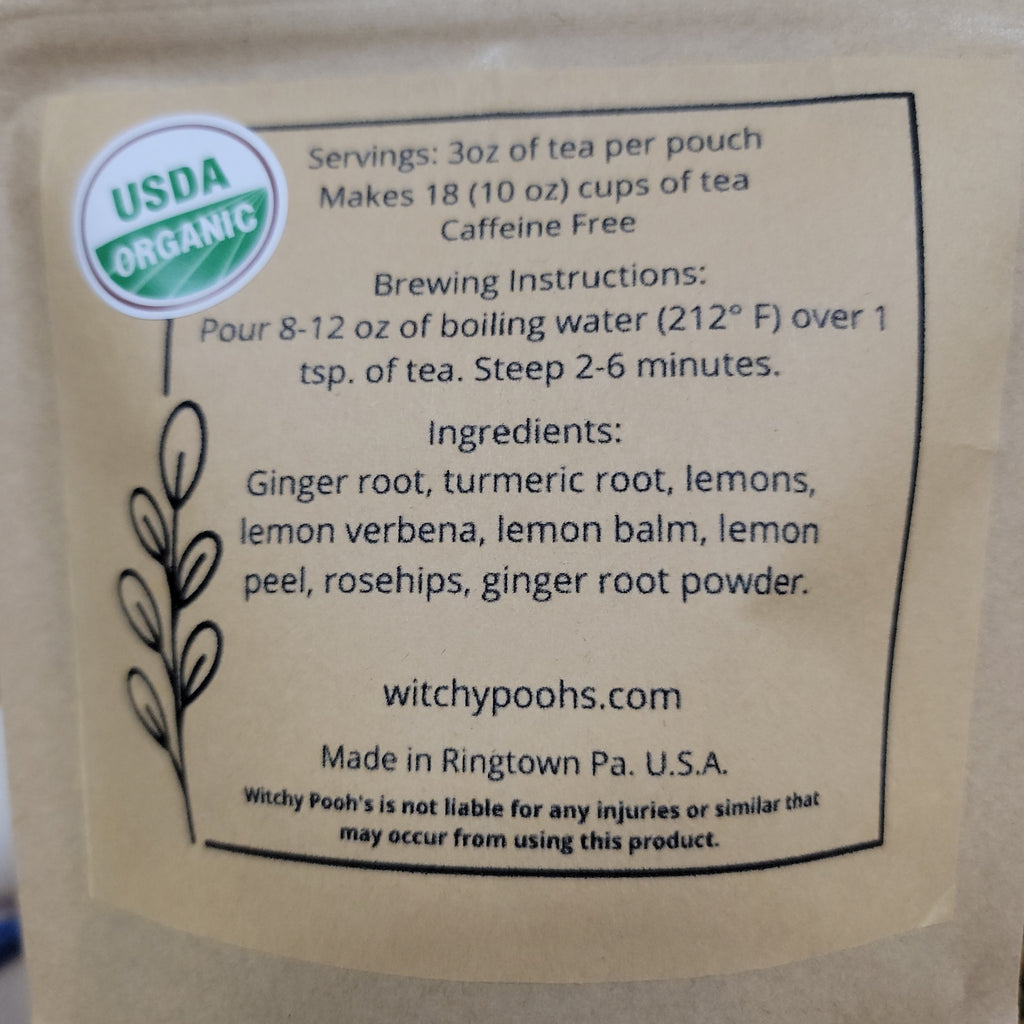 USDA
ORGANIC
Servings: 3oz of tea per pouch
Makes 18 (10 oz) cups of tea
Caffeine Free
Brewing Instructions:
Pour 8-12 oz of boiling water (212° F) over 1
tsp. of tea. Steep 2-6 minutes.
Ingredients:
Ginger root, turmeric root, lemons,
lemon verbena, lemon balm, lemon
peel, rosehips, ginger root powder.
witchypoohs.com
Made in Ringtown Pa. U.S.A.
Witchy Pooh's is not liable for any injuries or similar that
may occur from using this product.